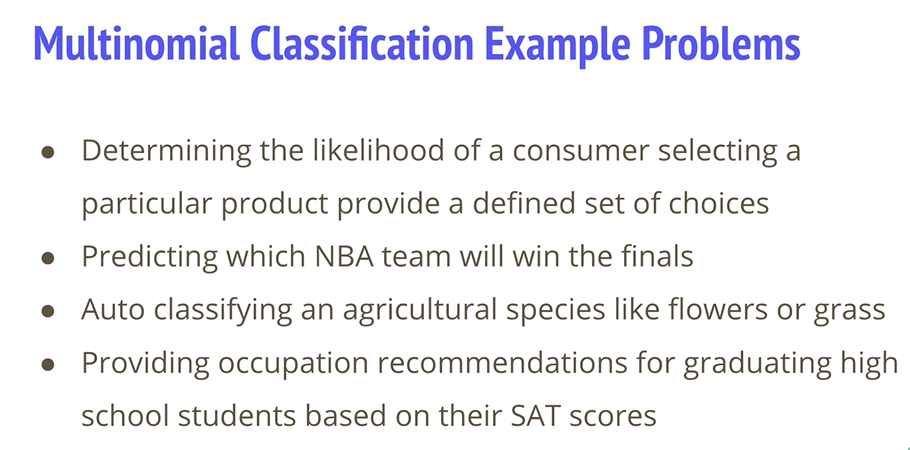 Multinomial Classification Example Problems
● Determining the likelihood of a consumer selecting a
particular product provide a defined set of choices
● Predicting which NBA team will win the finals
● Auto classifying an agricultural species like flowers or grass
● Providing occupation recommendations for graduating high
school students based on their SAT scores